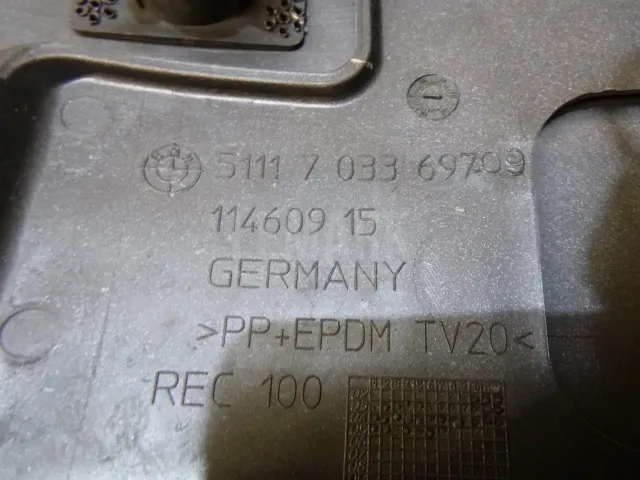 5111 7 033 69709
114609 15
GERMANY
>PP+EPDM TV20<
REC 100